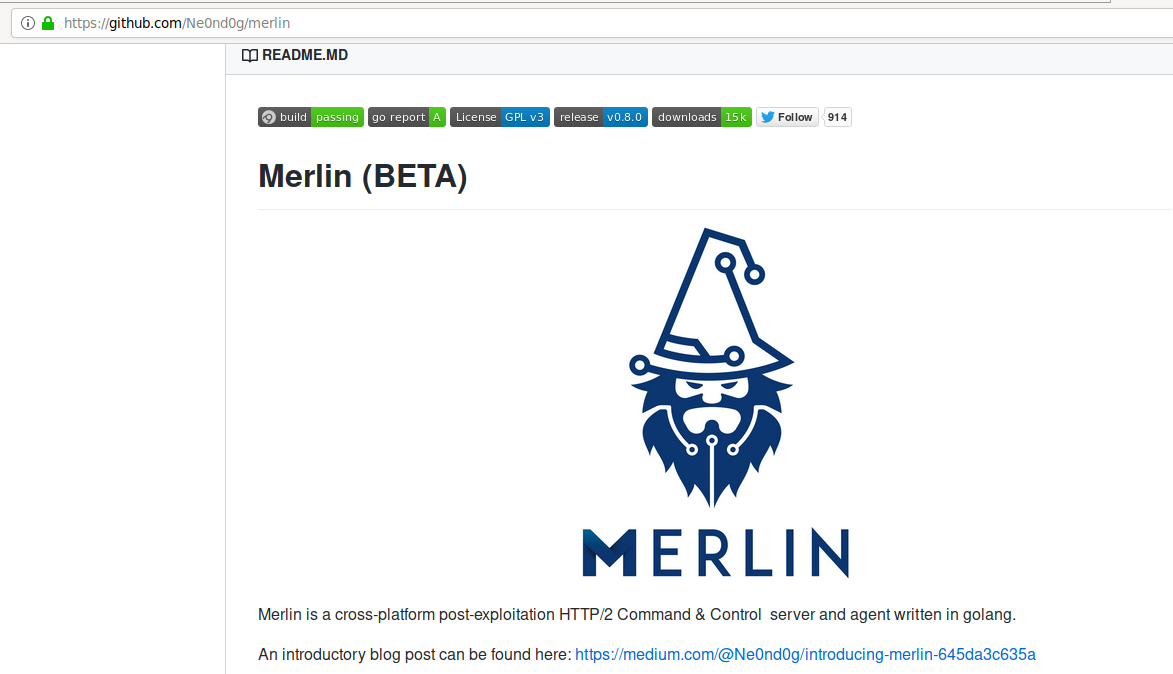 https://github.com/Ne0nd0g/merlin
README.MD
build passing go report A License GPL v3 release v0.8.0 downloads 15k Follow 914
Merlin (BETA)
MERLIN
Merlin is a cross-platform post-exploitation HTTP/2 Command & Control  server and agent written in golang.
An introductory blog post can be found here: https://medium.com/@Ne0nd0g/introducing-merlin-645da3c635a